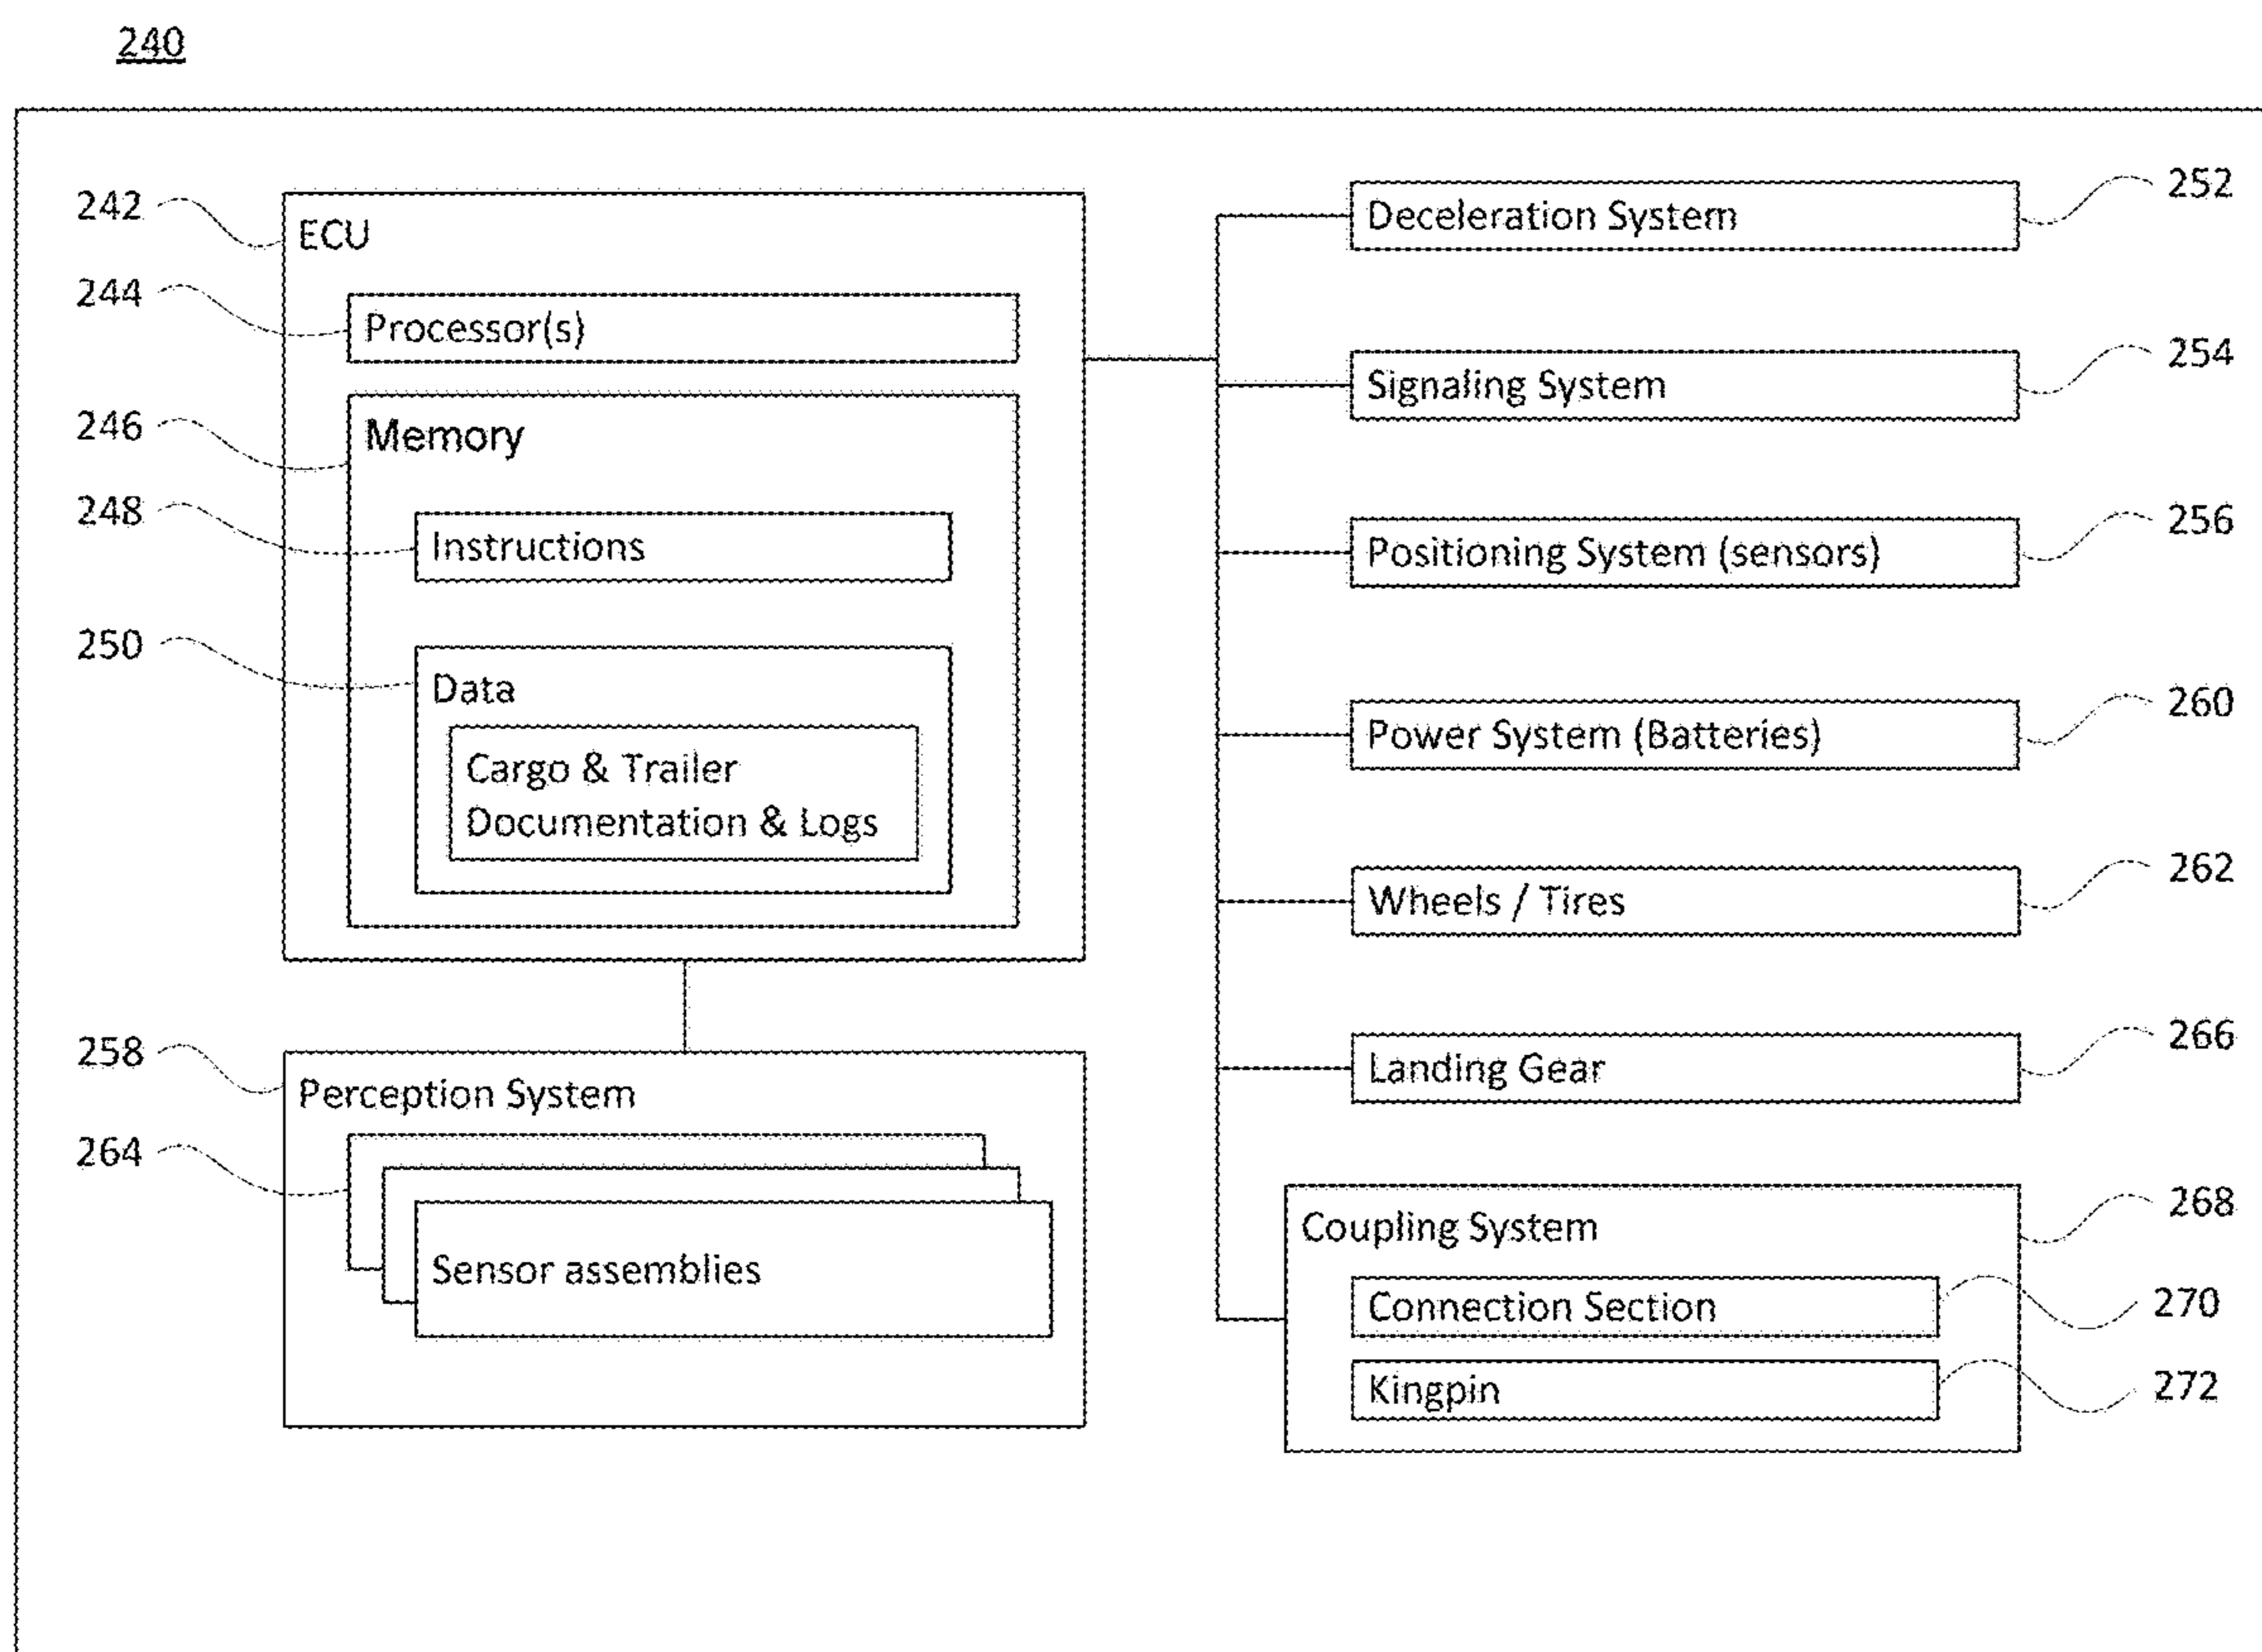 240
242
ECU
244
Processor(s)
246
Memory
248
Instructions
250
Data
Cargo & Trailer
Documentation & Logs
258
Perception System
264
Sensor assemblies
Deceleration System
252
Signaling System
254
Positioning System (sensors)
256
Power System (Batteries)
260
Wheels / Tires
262
Landing Gear
266
Coupling System
268
Connection Section
270
Kingpin
272